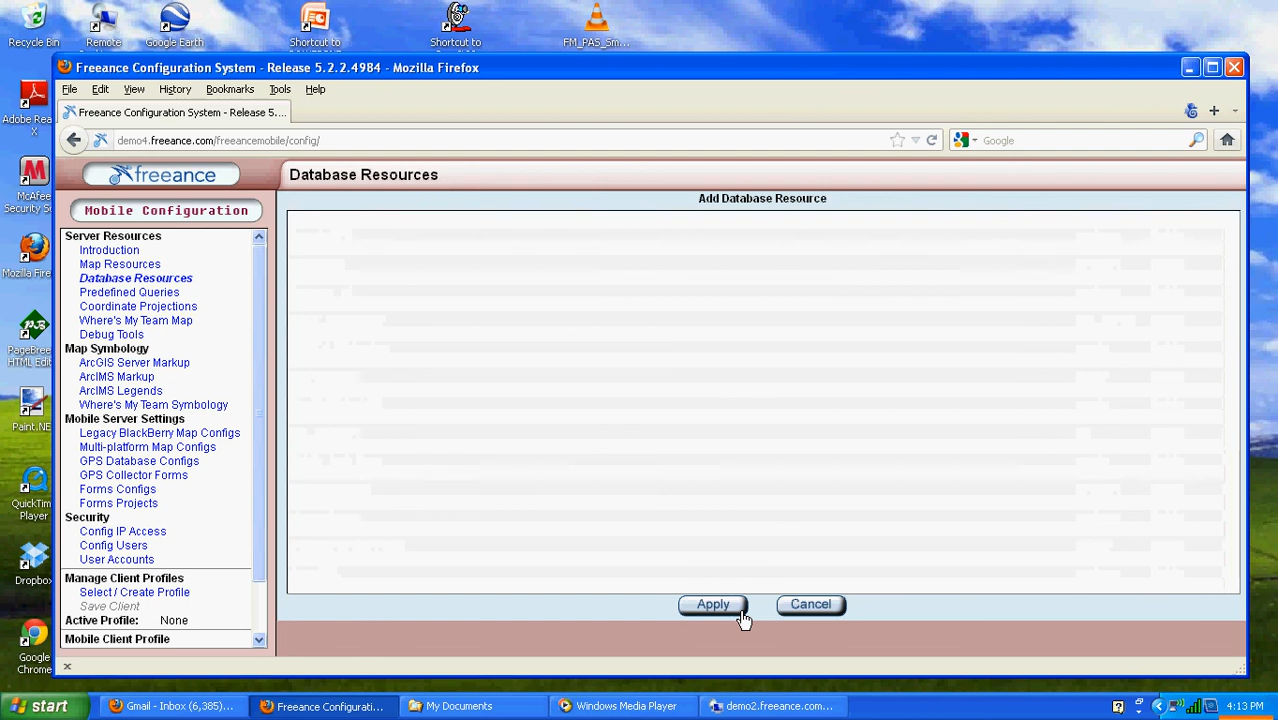 Recycle Bin
Remote
Google Earth
Shortcut to
Shortcut to
FM_PAS_Sm...
Freeance Configuration System - Release 5.2.2.4984 - Mozilla Firefox
File Edit View History Bookmarks Tools Help
Freeance Configuration System - Release 5....
demo4.freeance.com/freeancemobile/config/
Google
Adobe Rea
X
McAfee
Security Sc
Mozilla Fire
PageBree
HTML Edit
Paint.NE
QuickTim
Player
Dropbox
Google
Chrome
freeance
Database Resources
Mobile Configuration
Add Database Resource
Server Resources
Introduction
Map Resources
Database Resources
Predefined Queries
Coordinate Projections
Where's My Team Map
Debug Tools
Map Symbology
ArcGIS Server Markup
ArcIMS Markup
ArcIMS Legends
Where's My Team Symbology
Mobile Server Settings
Legacy BlackBerry Map Configs
Multi-platform Map Configs
GPS Database Configs
GPS Collector Forms
Forms Configs
Forms Projects
Security
Config IP Access
Config Users
User Accounts
Manage Client Profiles
Select / Create Profile
Save Client
Active Profile: None
Mobile Client Profile
Apply
Cancel
x
start
Gmail - Inbox (6,385)...
Freeance Configurati...
My Documents
Windows Media Player
demo2.freeance.com...
4:13 PM